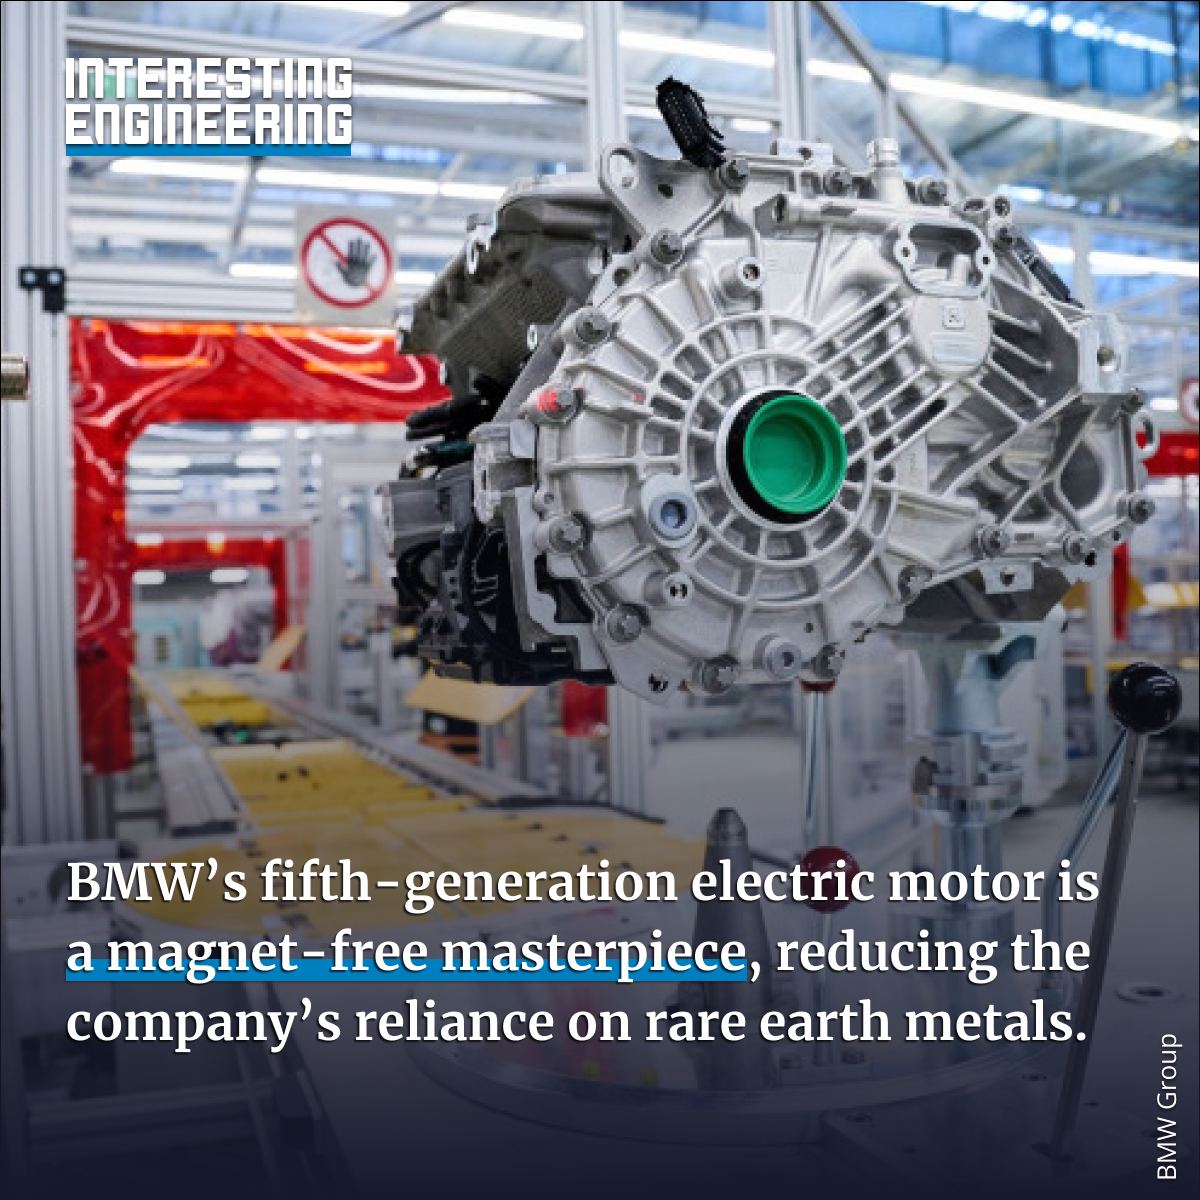 INTERESTING
ENGINEERING
BMW’s fifth-generation electric motor is
a magnet-free masterpiece, reducing the
company’s reliance on rare earth metals.
BMW Group